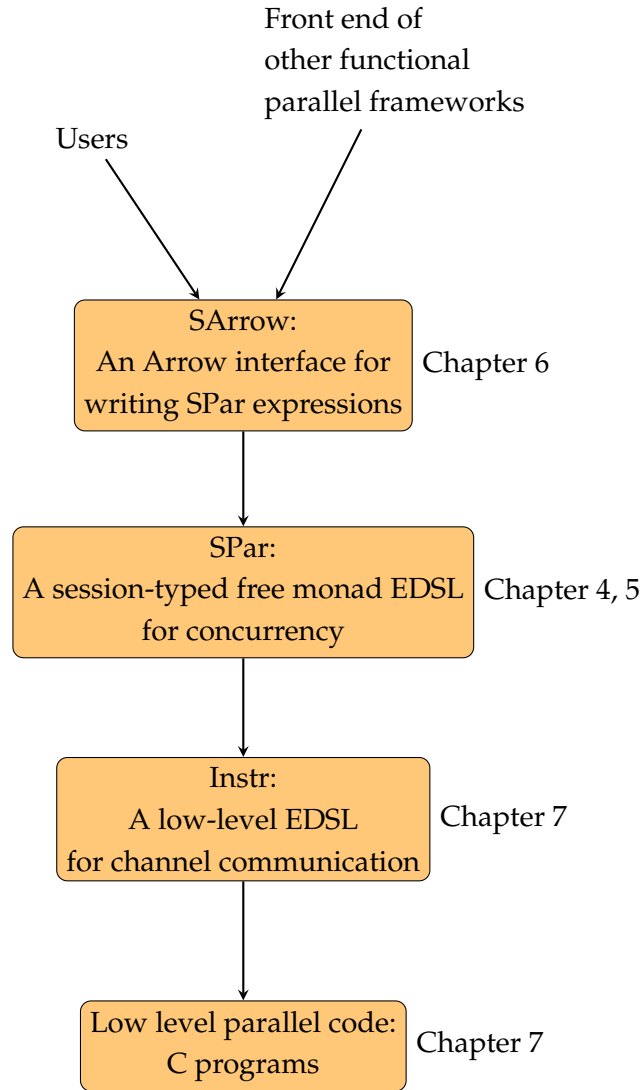 Front end of
other functional
parallel frameworks
Users
SArrow:
An Arrow interface for
writing SPar expressions
Chapter 6
SPar:
A session-typed free monad EDSL
for concurrency
Chapter 4, 5
Instr:
A low-level EDSL
for channel communication
Chapter 7
Low level parallel code:
C programs
Chapter 7